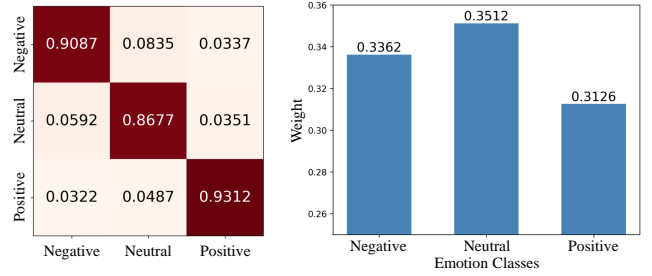 Negative
0.9087 0.0835 0.0337
Neutral
0.0592 0.8677 0.0351
Positive
0.0322 0.0487 0.9312
Negative Neutral Positive
Weight
0.36
0.34
0.32
0.30
0.28
0.26
0.3362
0.3512
0.3126
Negative Neutral Positive
Emotion Classes